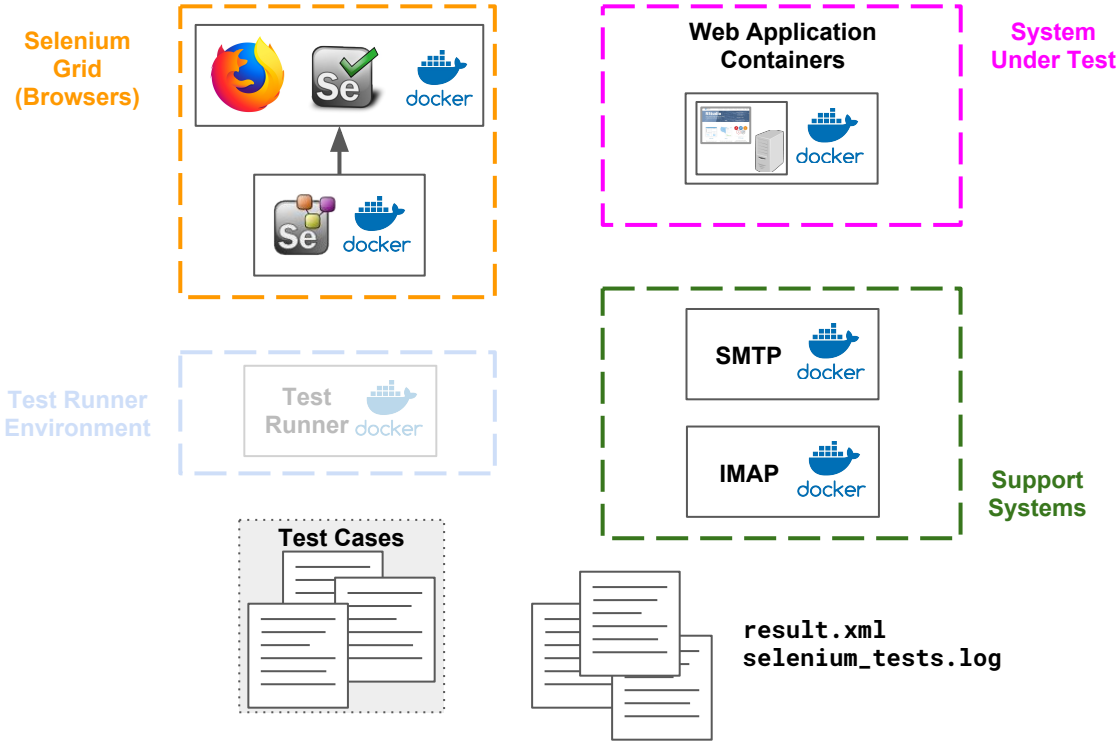 Selenium
Grid
(Browsers)
Se
docker
Se
docker
Web Application
Containers
docker
System
Under Test
Test Runner
Environment
Test
Runner
docker
SMTP
docker
IMAP
docker
Support
Systems
Test Cases
result.xml
selenium_tests.log